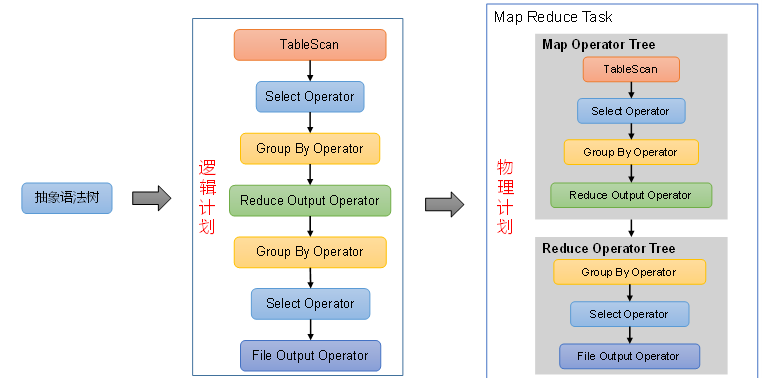 抽象语法树
逻辑计划
TableScan
Select Operator
Group By Operator
Reduce Output Operator
Group By Operator
Select Operator
File Output Operator
物理计划
Map Reduce Task
Map Operator Tree
TableScan
Select Operator
Group By Operator
Reduce Output Operator
Reduce Operator Tree
Group By Operator
Select Operator
File Output Operator